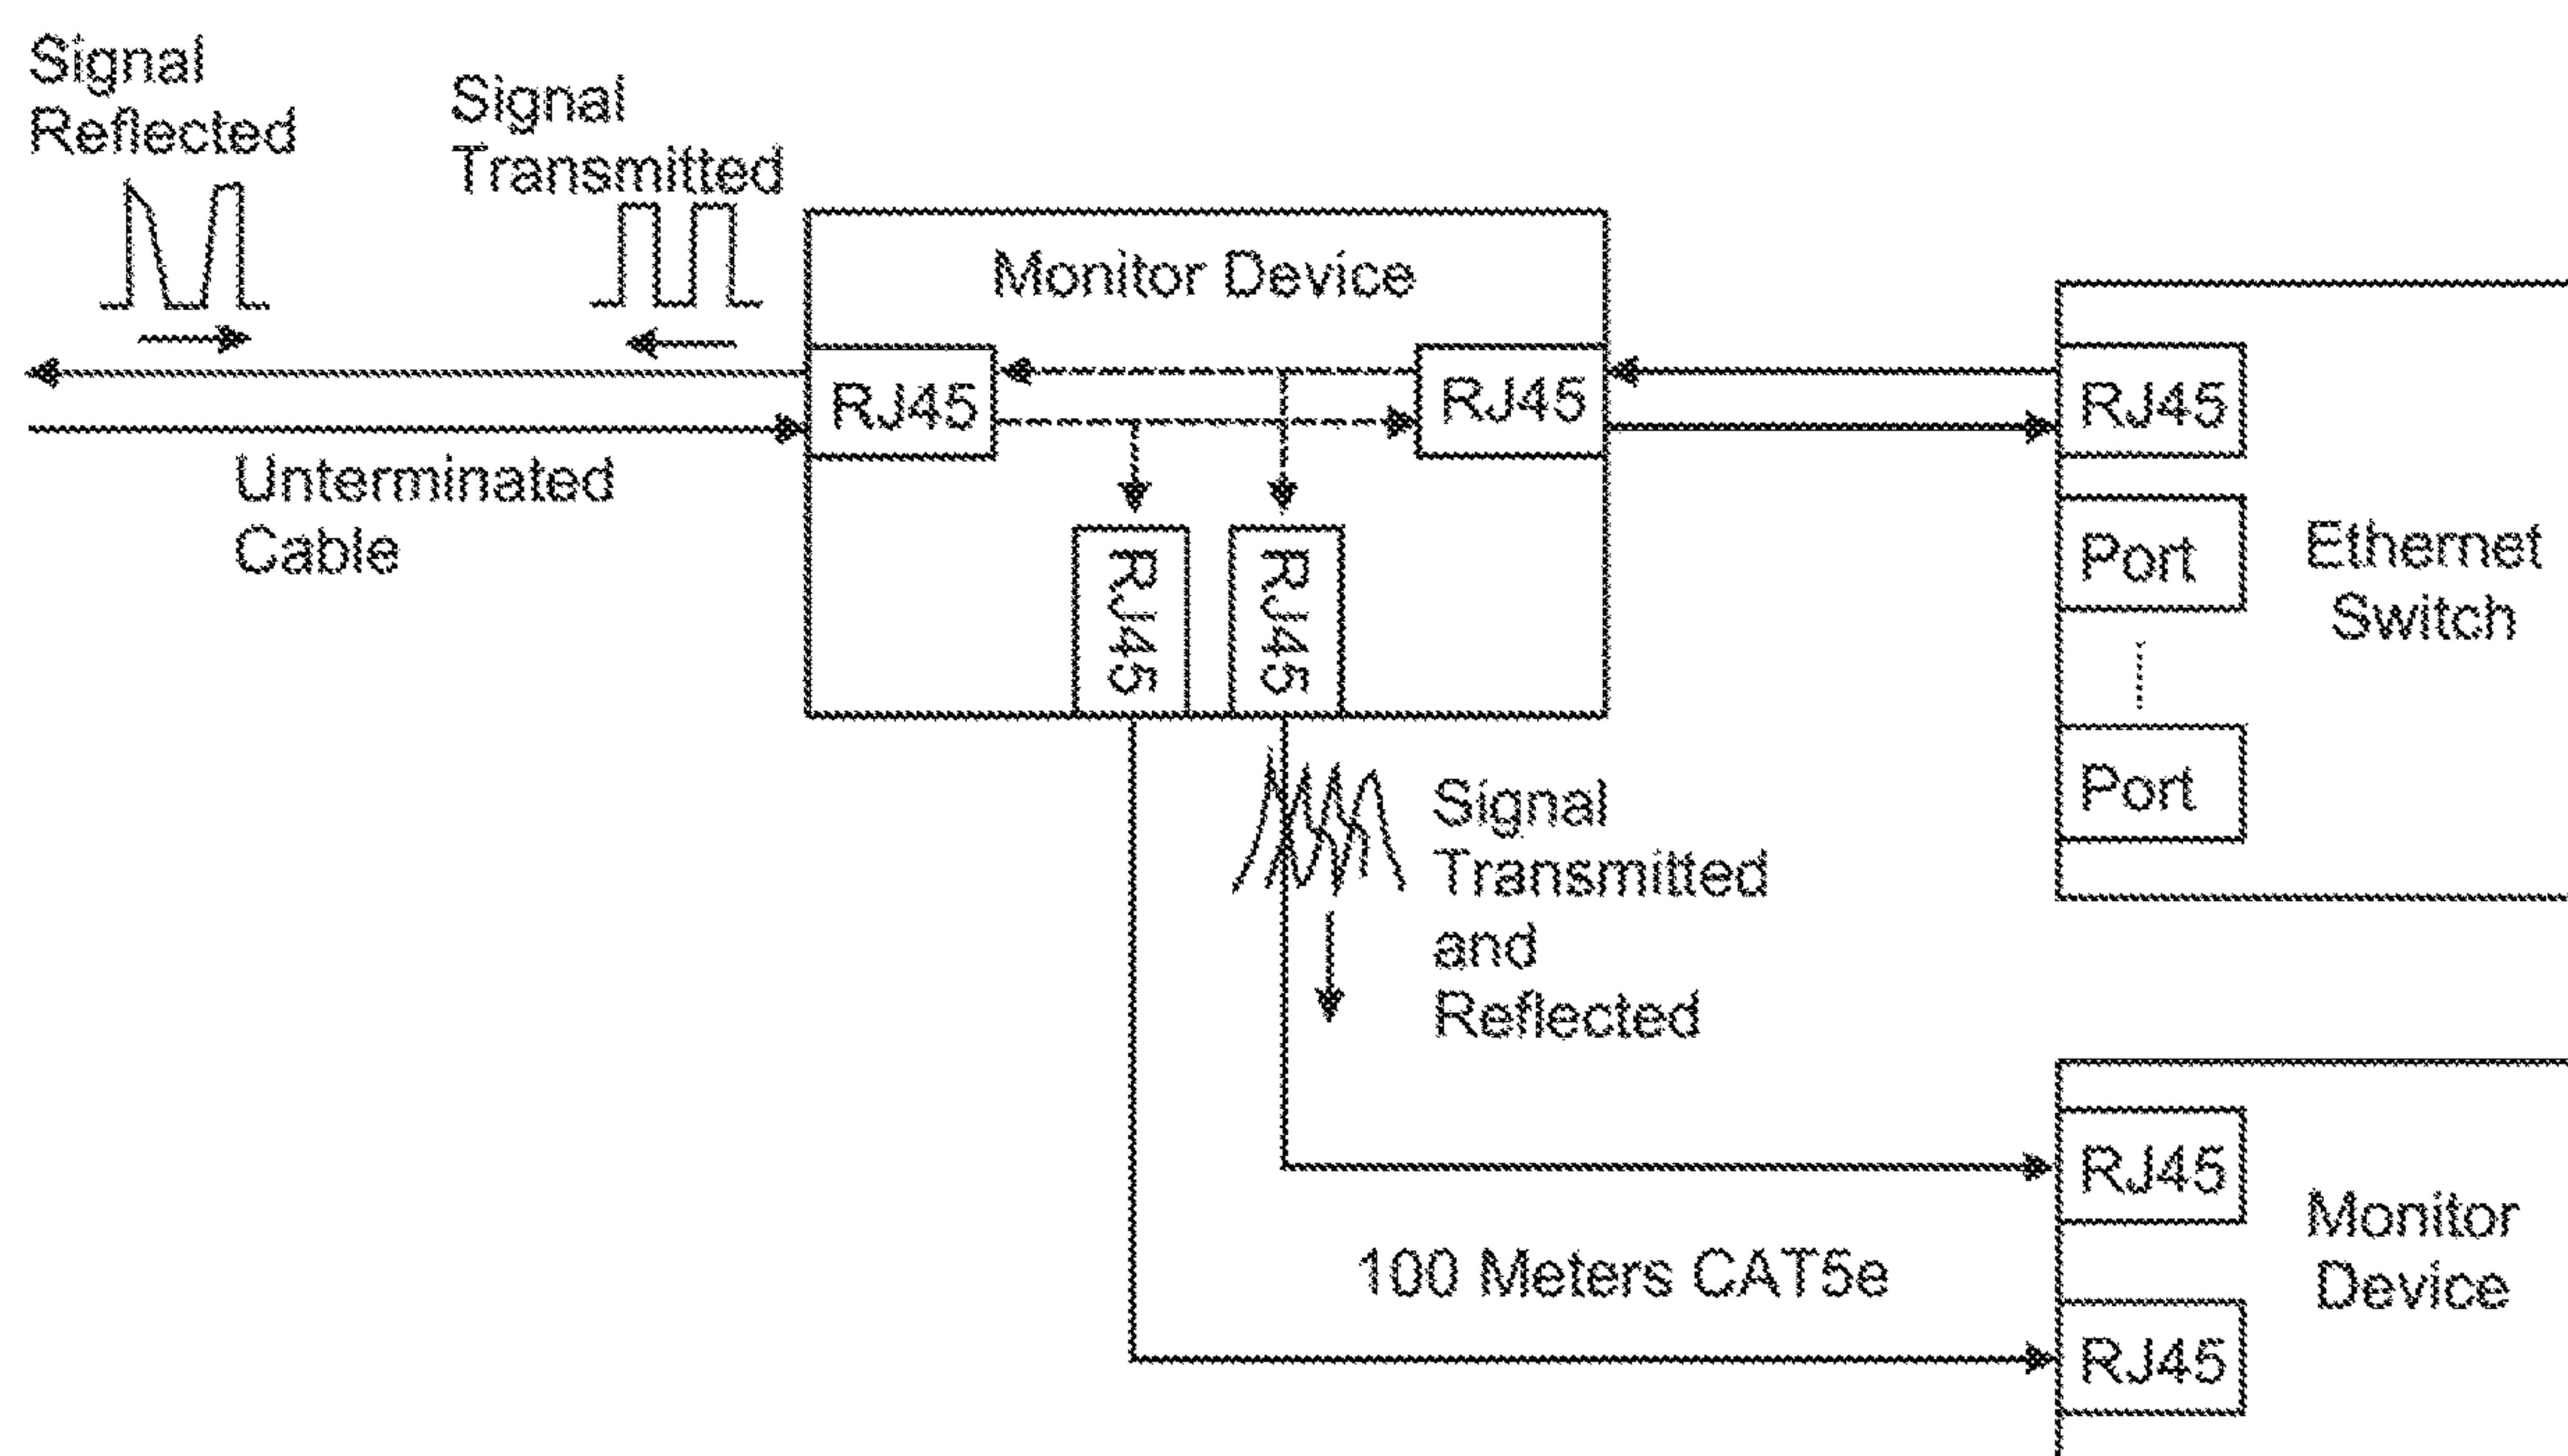 Signal
Reflected
Signal
Transmitted
Monitor Device
RJ45
RJ45
RJ45
Unterminated
Cable
Port
Ethernet
Switch
RJ45
RJ45
Port
Signal
Transmitted
and
Reflected
RJ45
Monitor
Device
100 Meters CAT5e
RJ45